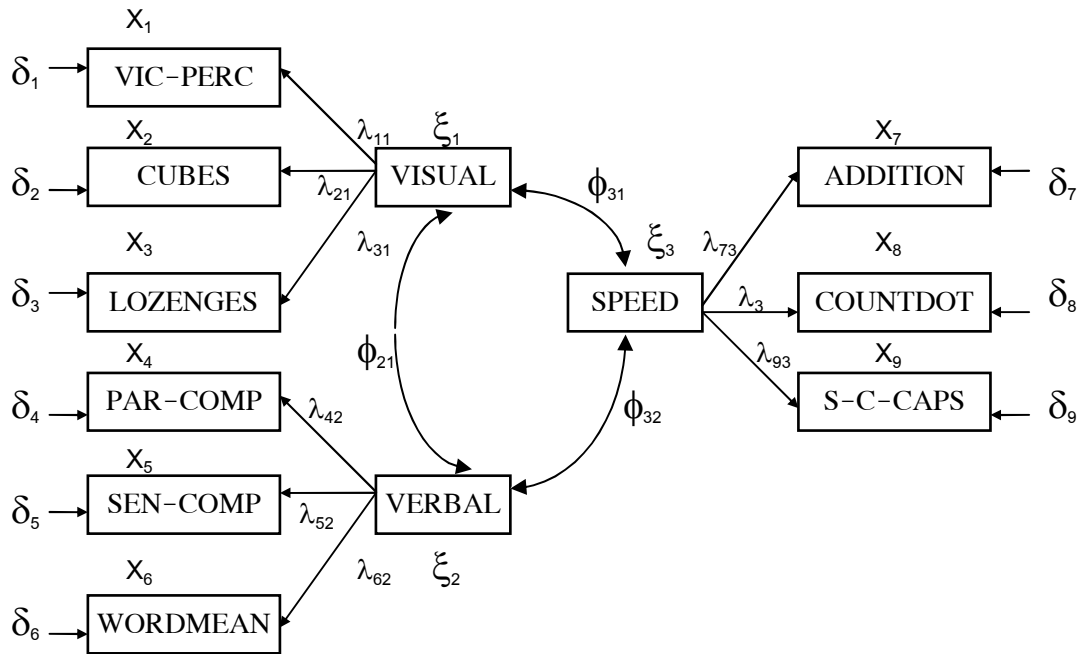 X₁
δ₁
VIC-PERC
λ₁₁
ξ₁
X₂
δ₂
CUBES
λ₂₁
VISUAL
ϕ₃₁
X₇
ADDITION
δ₇
X₃
δ₃
LOZENGES
λ₃₁
ξ₃
SPEED
λ₇₃
X₈
λ₃
COUNTDOT
δ₈
X₄
δ₄
PAR-COMP
λ₄₂
ϕ₂₁
ϕ₃₂
λ₉₃
X₉
S-C-CAPS
δ₉
X₅
δ₅
SEN-COMP
λ₅₂
VERBAL
X₆
δ₆
WORDMEAN
λ₆₂
ξ₂